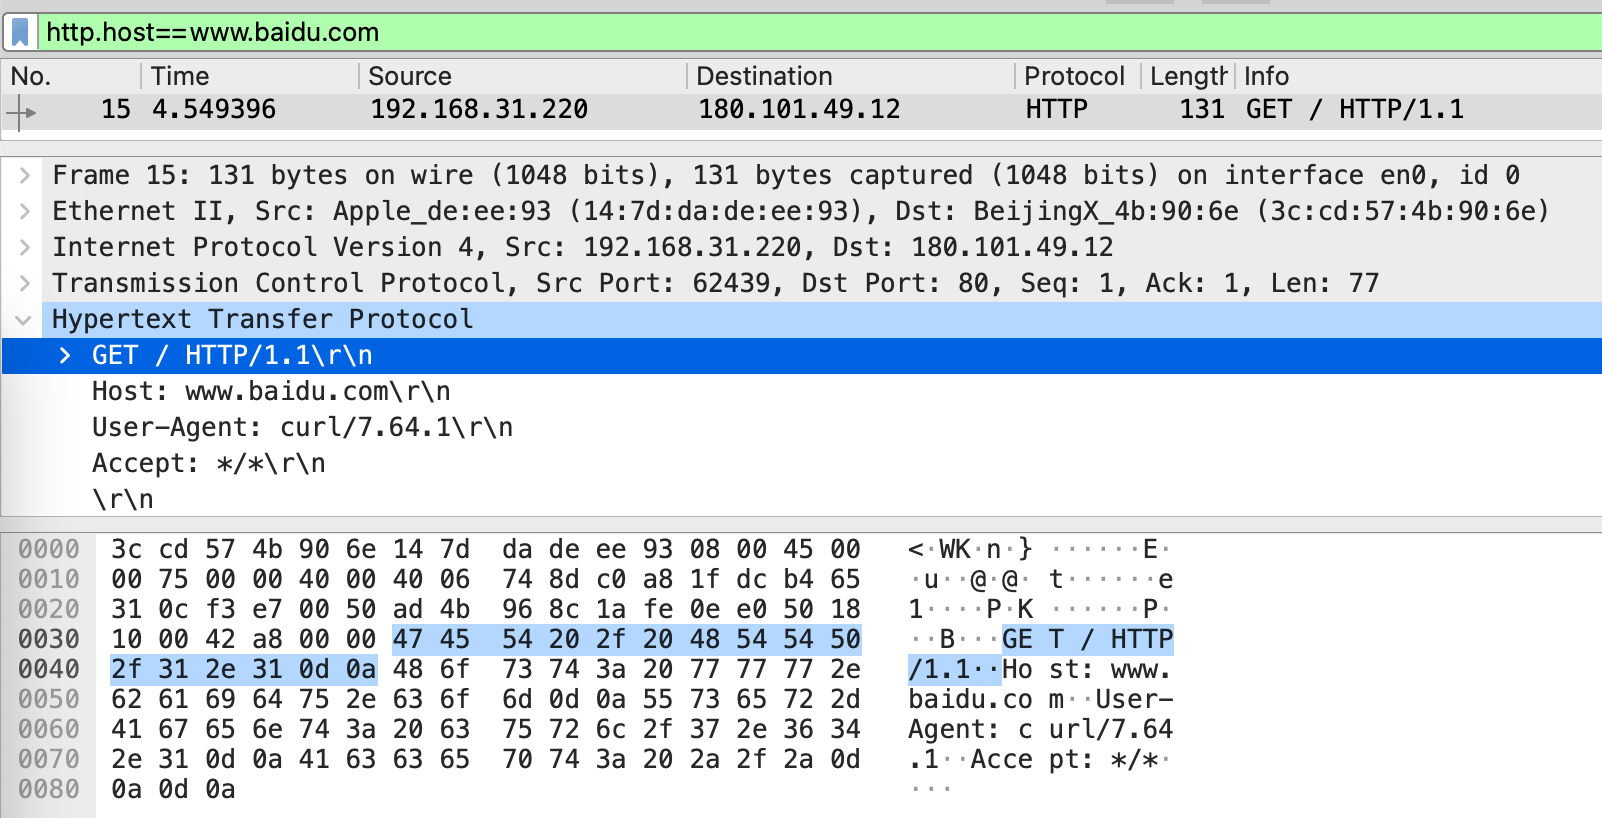 http.host==www.baidu.com
No. Time Source Destination Protocol Length Info
15 4.549396 192.168.31.220 180.101.49.12 HTTP 131 GET / HTTP/1.1
Frame 15: 131 bytes on wire (1048 bits), 131 bytes captured (1048 bits) on interface en0, id 0
Ethernet II, Src: Apple_de:ee:93 (14:7d:da:de:ee:93), Dst: BeijingX_4b:90:6e (3c:cd:57:4b:90:6e)
Internet Protocol Version 4, Src: 192.168.31.220, Dst: 180.101.49.12
Transmission Control Protocol, Src Port: 62439, Dst Port: 80, Seq: 1, Ack: 1, Len: 77
Hypertext Transfer Protocol
GET / HTTP/1.1\r\n
Host: www.baidu.com\r\n
User-Agent: curl/7.64.1\r\n
Accept: */*\r\n
\r\n
0000 3c cd 57 4b 90 6e 14 7d da de ee 93 08 00 45 00 <·WK·n·} ······E·
0010 00 75 00 00 40 00 40 06 74 8d c0 a8 1f dc b4 65 ·u··@·@· t······e
0020 31 0c f3 e7 00 50 ad 4b 96 8c 1a fe 0e e0 50 18 1····P·K ······P·
0030 10 00 42 a8 00 00 47 45 54 20 2f 20 48 54 54 50 ··B···GE T / HTTP
0040 2f 31 2e 31 0d 0a 48 6f 73 74 3a 20 77 77 77 2e /1.1··Ho st: www.
0050 62 61 69 64 75 2e 63 6f 6d 0d 0a 55 73 65 72 2d baidu.co m··User-
0060 41 67 65 6e 74 3a 20 63 75 72 6c 2f 37 2e 36 34 Agent: c url/7.64
0070 2e 31 0d 0a 41 63 63 65 70 74 3a 20 2a 2f 2a 0d .1··Acce pt: */*·
0080 0a 0d 0a ···